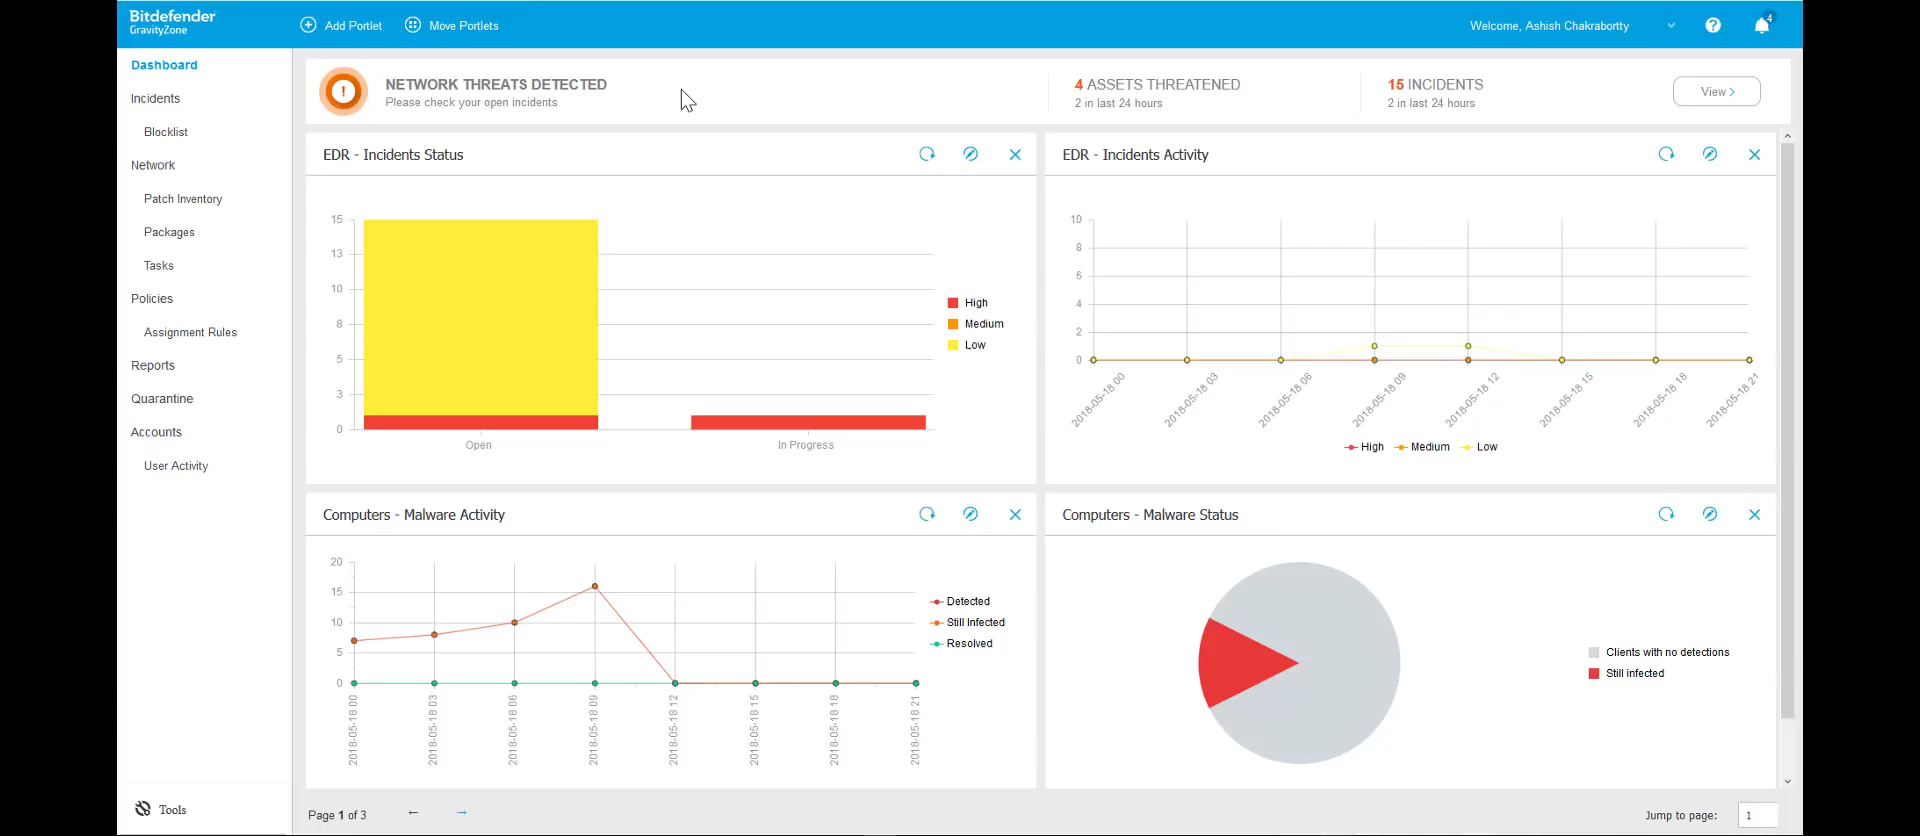 Bitdefender
GravityZone
Add Portlet
Move Portlets
Welcome, Ashish Chakrabortty
?
4
Dashboard
Incidents
Blocklist
Network
Patch Inventory
Packages
Tasks
Policies
Assignment Rules
Reports
Quarantine
Accounts
User Activity
Tools
!
NETWORK THREATS DETECTED
Please check your open incidents
4 ASSETS THREATENED
2 in last 24 hours
15 INCIDENTS
2 in last 24 hours
View >
EDR - Incidents Status
15
13
10
8
5
3
0
Open
In Progress
High
Medium
Low
EDR - Incidents Activity
10
8
6
4
2
0
2018-05-18 00
2018-05-18 03
2018-05-18 06
2018-05-18 09
2018-05-18 12
2018-05-18 15
2018-05-18 18
2018-05-18 21
High
Medium
Low
Computers - Malware Activity
20
15
10
5
0
2018-05-18 00
2018-05-18 03
2018-05-18 06
2018-05-18 09
2018-05-18 12
2018-05-18 15
2018-05-18 18
2018-05-18 21
Detected
Still Infected
Resolved
Computers - Malware Status
Clients with no detections
Still infected
Page 1 of 3
← →
Jump to page: 1